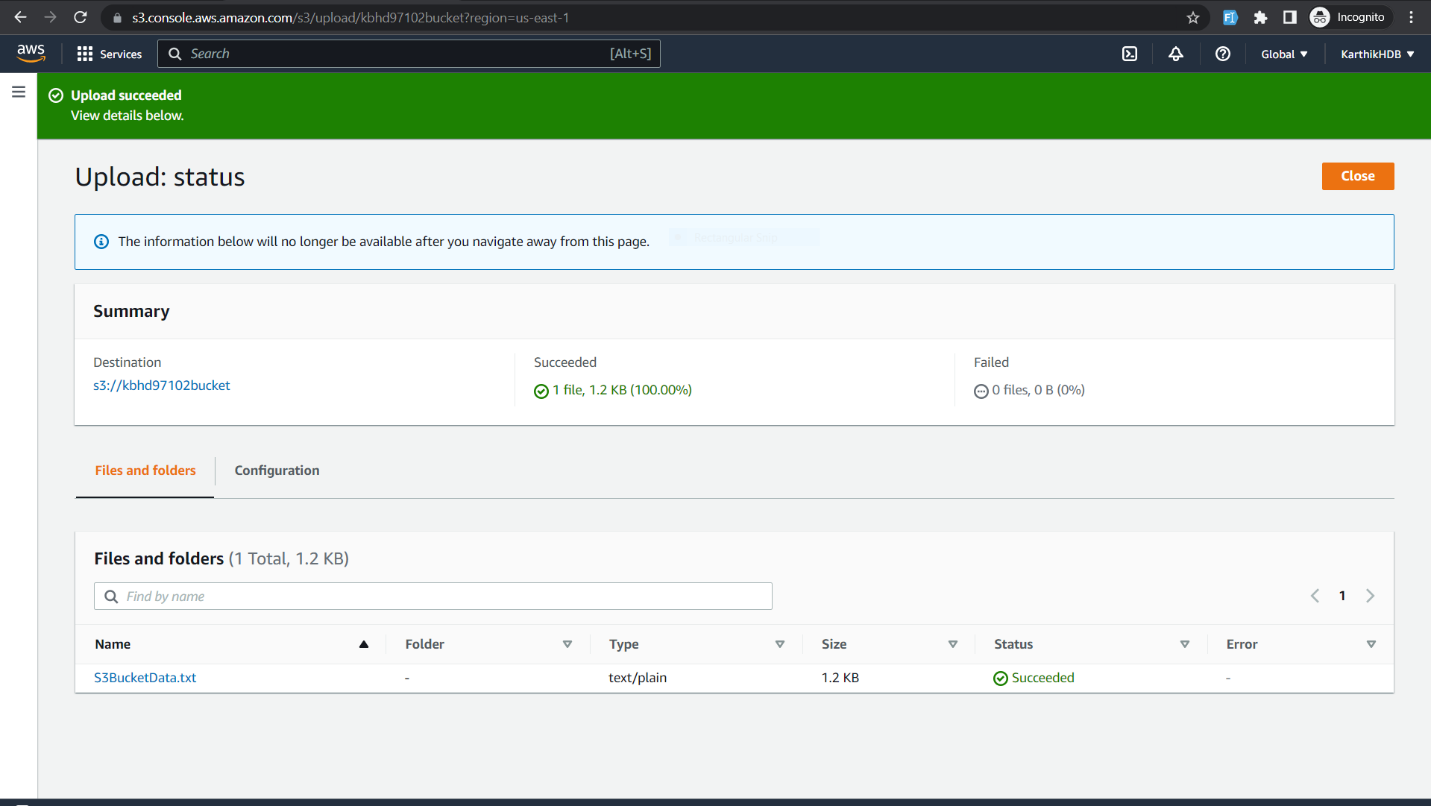 s3.console.aws.amazon.com/s3/upload/kbhd97102bucket?region=us-east-1
Incognito
aws
Services
Search
[Alt+S]
Global
KarthikHDB
Upload succeeded
View details below.
Upload: status
Close
The information below will no longer be available after you navigate away from this page.
Rectangular Snip
Summary
Destination
s3://kbhd97102bucket
Succeeded
1 file, 1.2 KB (100.00%)
Failed
0 files, 0 B (0%)
Files and folders
Configuration
Files and folders (1 Total, 1.2 KB)
Find by name
1
Name Folder Type Size Status Error
S3BucketData.txt - text/plain 1.2 KB Succeeded -